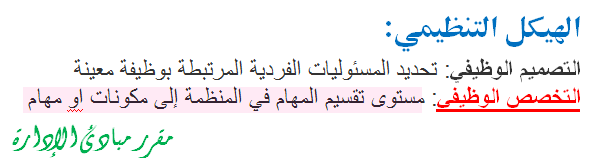 الهيكل التنظيمي:
التصميم الوظيفي: تحديد المسئوليات الفردية المرتبطة بوظيفة معينة
التخصص الوظيفي: مستوى تقسيم المهام في المنظمة إلى مكونات او مهام
مقرر مبادئ الإدارة